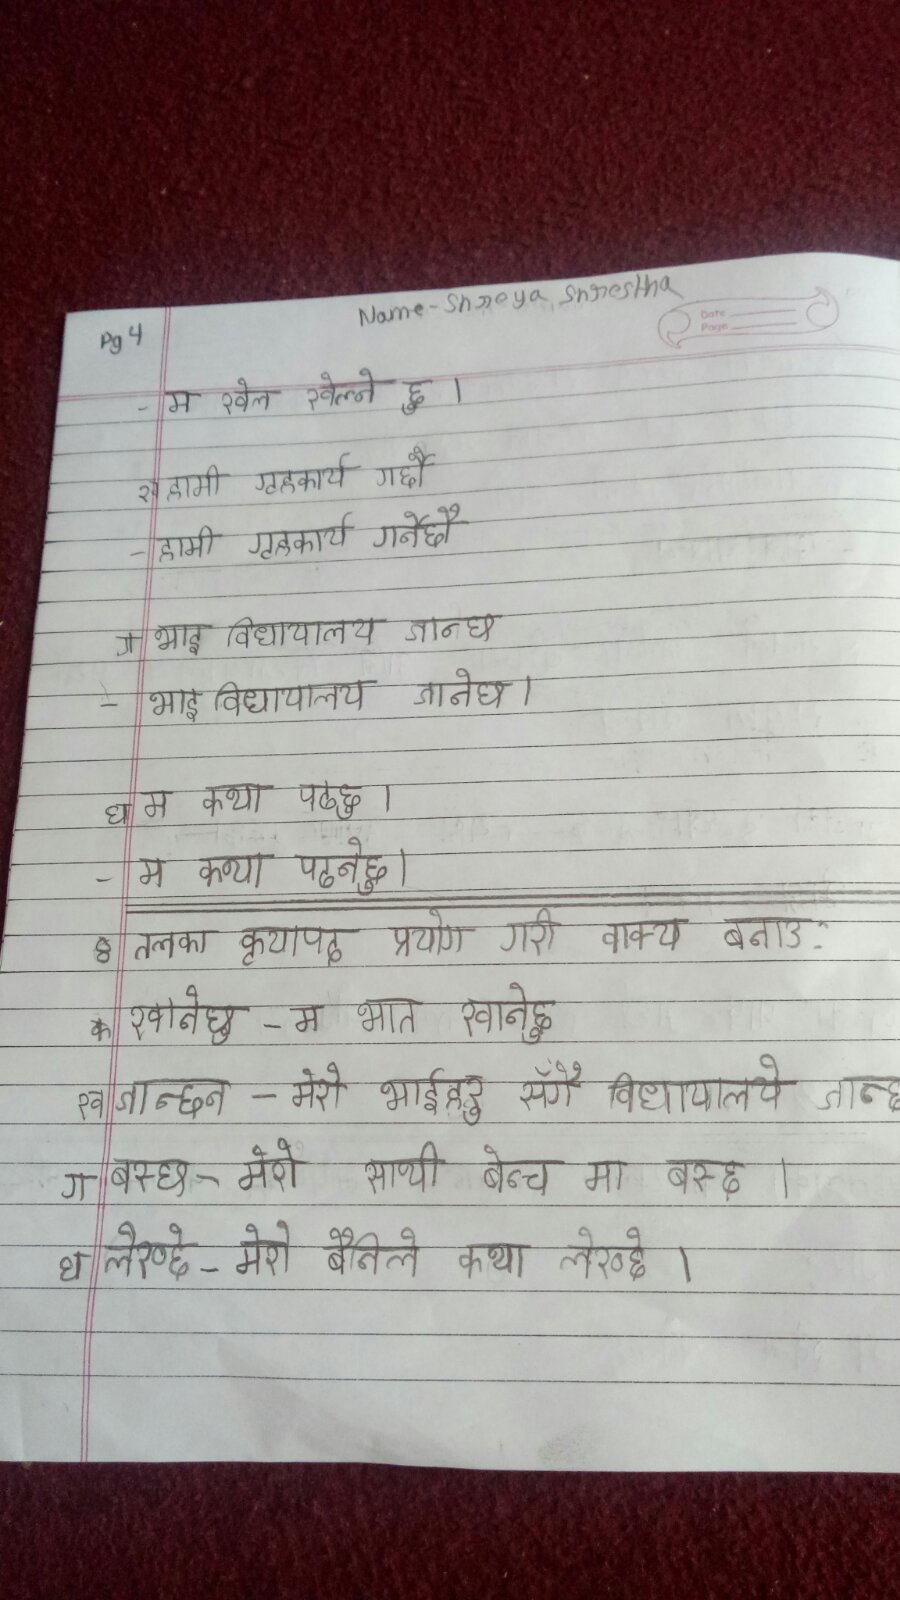 Name - Shreya Shrestha
Date
Page
Pg 4
- म खेल खेल्ने छु ।
ख हामी गृहकार्य गर्छौं
- हामी गृहकार्य गर्नेछौं
ग भाइ विद्यायालय जान्छ
- भाइ विद्यायालय जानेछ ।
घ म कथा पढ्छु ।
- म कथा पढ्नेछु ।
8 तलका कृयापद प्रयोग गरी वाक्य बनाउ :
क खानेछु - म भात खानेछु
ख जान्छन - मेरो भाईहरु सँगै विद्यायालये जान्छ
ग बस्छ - मेरो साथी बेन्च मा बस्छ ।
घ लेख्छे - मेरो बैनिले कथा लेख्छे ।